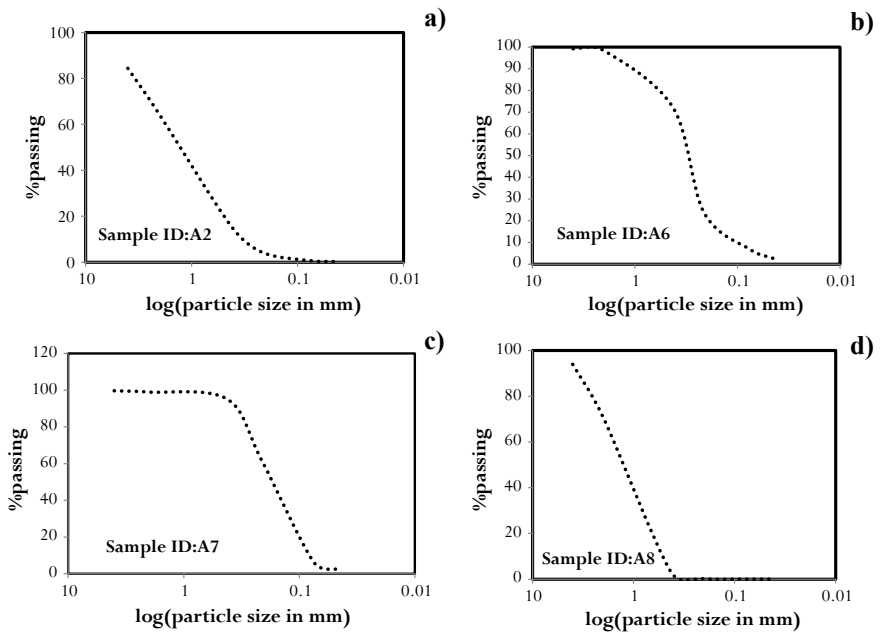 a)
100
80
60
40
20
0
%passing
Sample ID:A2
10 1 0.1 0.01
log(particle size in mm)
b)
100
90
80
70
60
50
40
30
20
10
0
%passing
Sample ID:A6
10 1 0.1 0.01
log(particle size in mm)
c)
120
100
80
60
40
20
0
%passing
Sample ID:A7
10 1 0.1 0.01
log(particle size in mm)
d)
100
80
60
40
20
0
%passing
Sample ID:A8
10 1 0.1 0.01
log(particle size in mm)